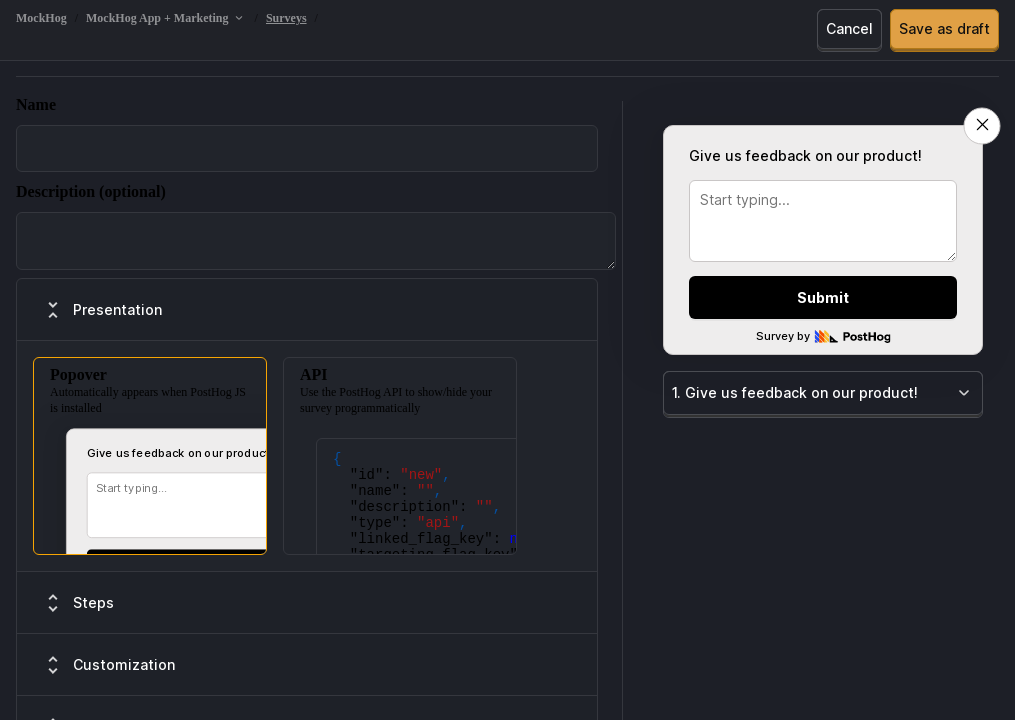 MockHog / MockHog App + Marketing / Surveys /
Cancel
Save as draft
Name
Description (optional)
Presentation
Popover
Automatically appears when PostHog JS
is installed
Give us feedback on our product
Start typing...
API
Use the PostHog API to show/hide your
survey programmatically
{
"id": "new",
"name": "",
"description": "",
"type": "api",
"linked_flag_key":
"targeting_flag_key"
Steps
Customization
Give us feedback on our product!
Start typing...
Submit
Survey by PostHog
1. Give us feedback on our product!